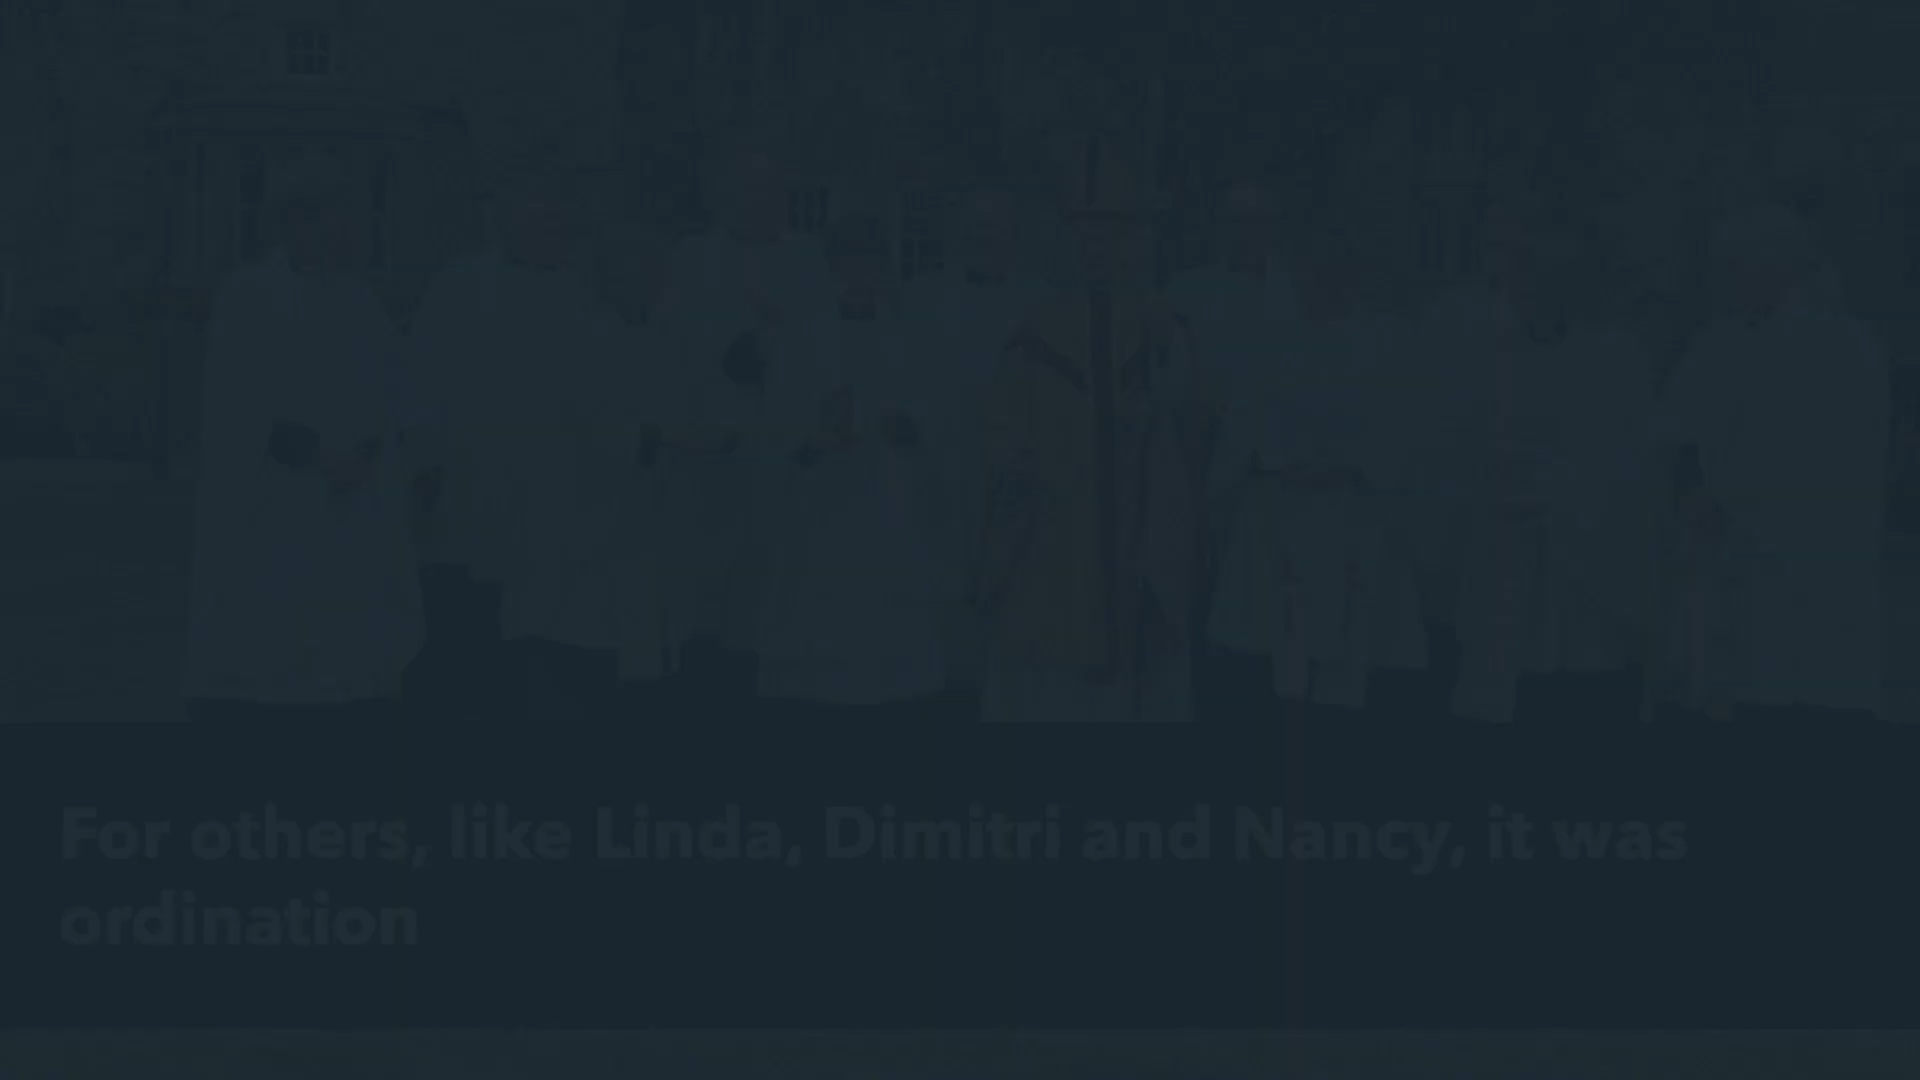 For others, like Linda, Dimitri and Nancy, it was
ordination